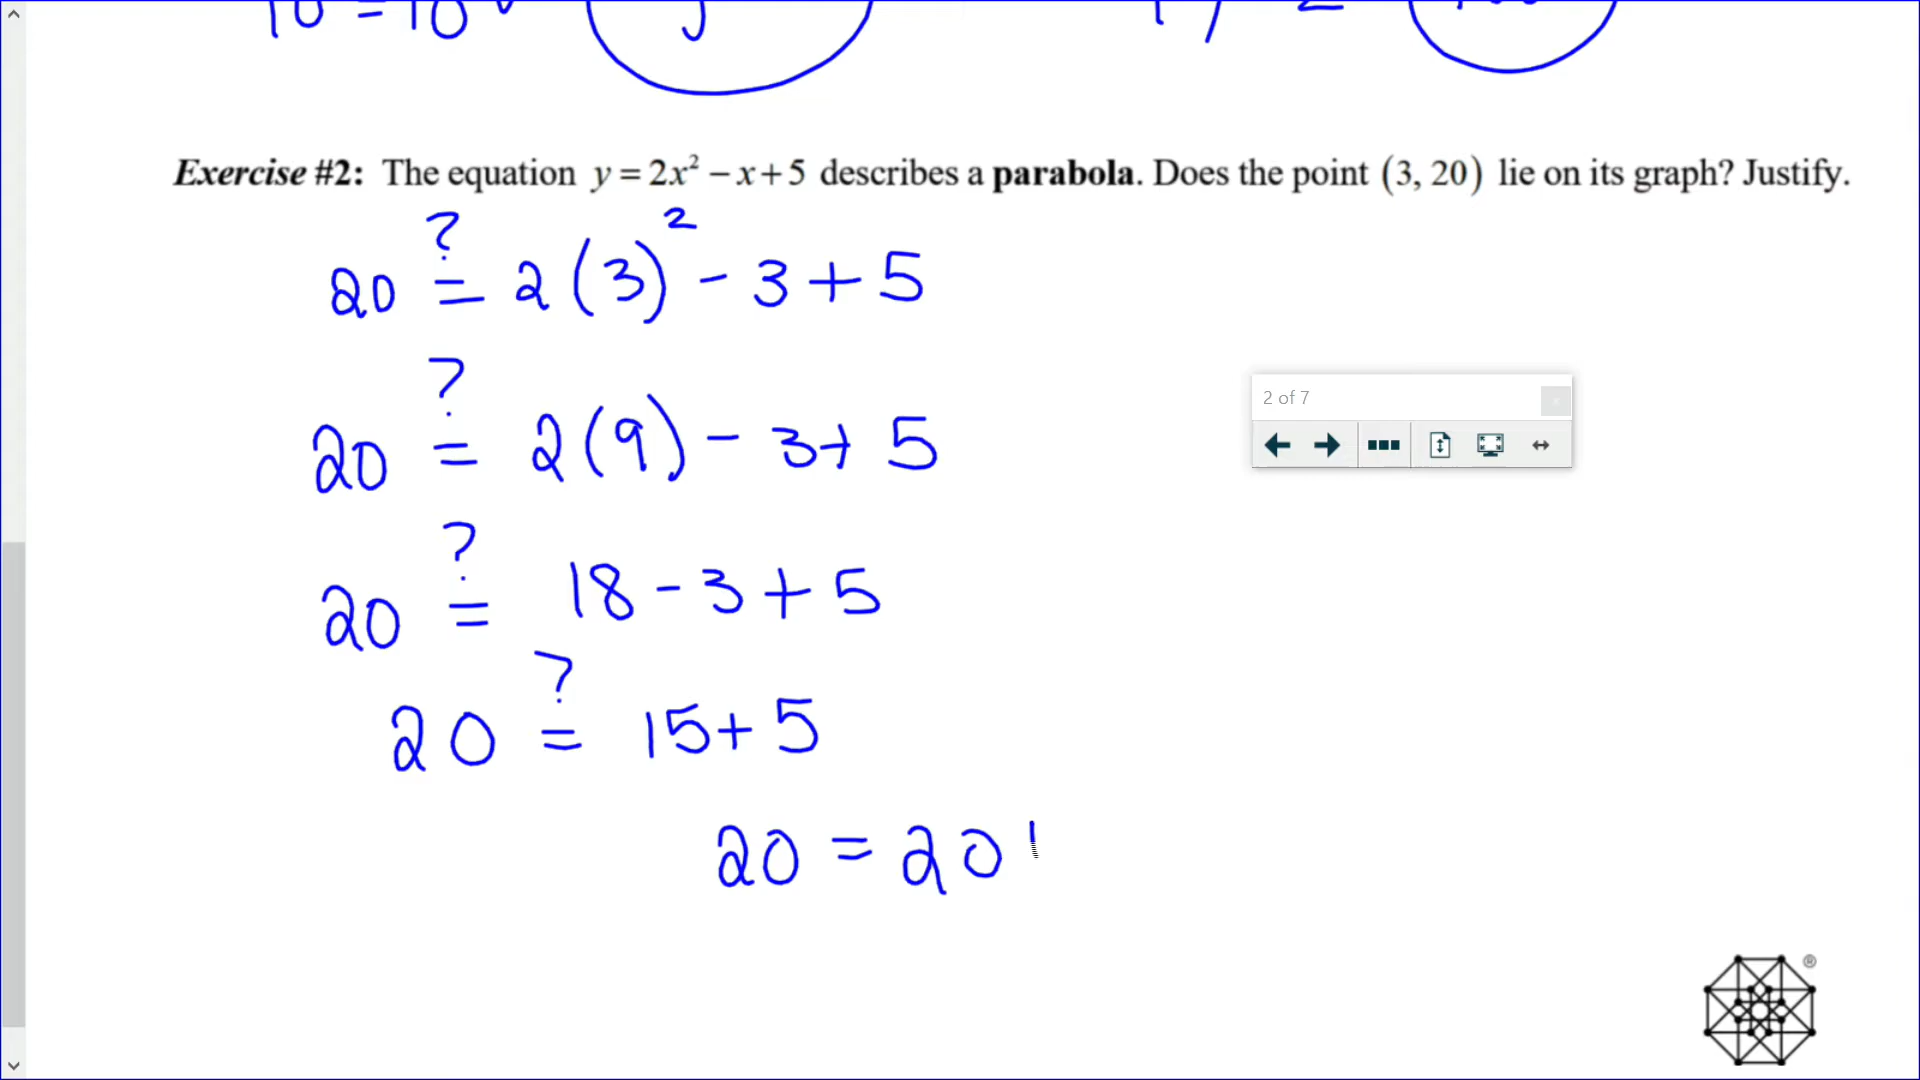 10 = 10
Exercise #2: The equation y = 2x² − x + 5 describes a parabola. Does the point (3, 20) lie on its graph? Justify.
20 ?= 2(3)² - 3 + 5
20 ?= 2(9) - 3 + 5
2 of 7
20 ?= 18 - 3 + 5
20 ?= 15 + 5
20 = 20
®